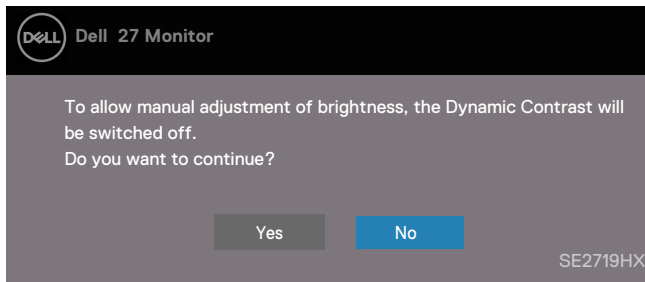 DELL Dell 27 Monitor
To allow manual adjustment of brightness, the Dynamic Contrast will
be switched off.
Do you want to continue?
Yes No
SE2719HX